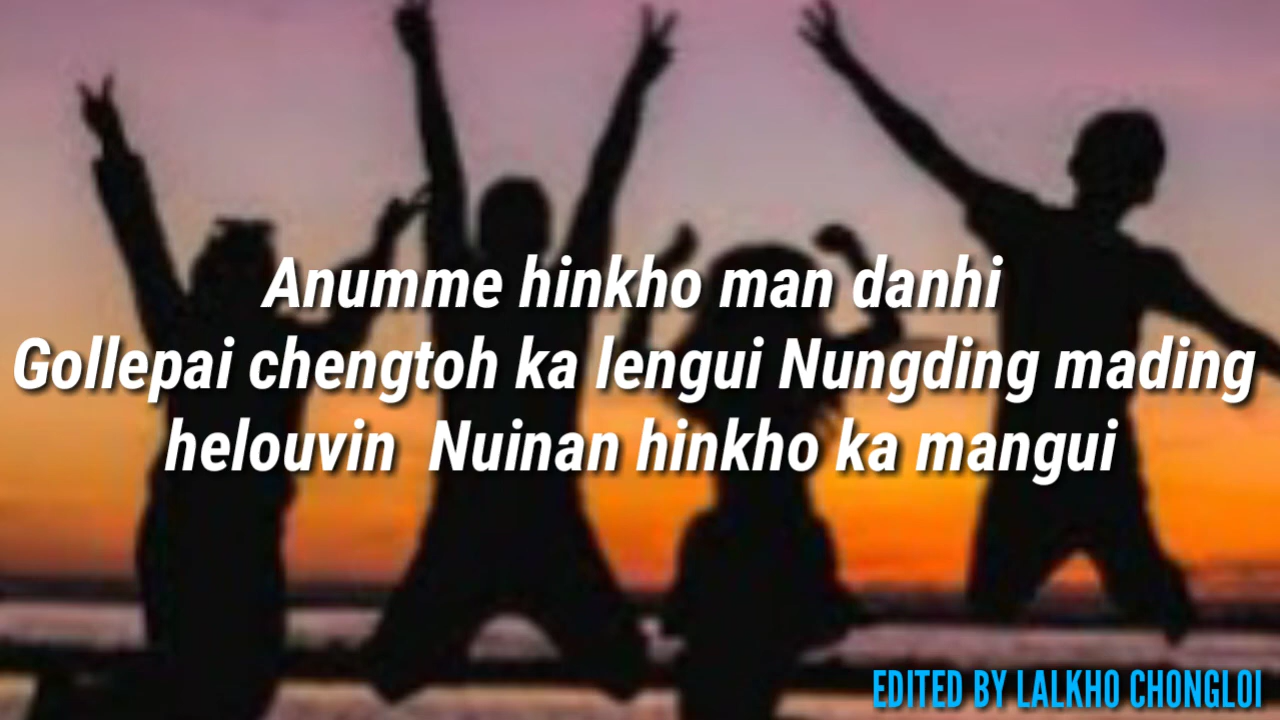 Anumme hinkho man danhi
Gollepai chengtoh ka lengui Nungding mading
helouvin Nuinan hinkho ka mangui
EDITED BY LALKHO CHONGLOI